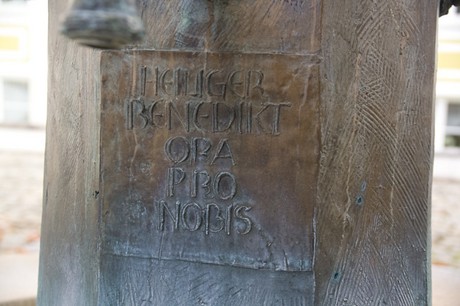 HEILIGER
BENEDIKT
ORA
PRO
NOBIS